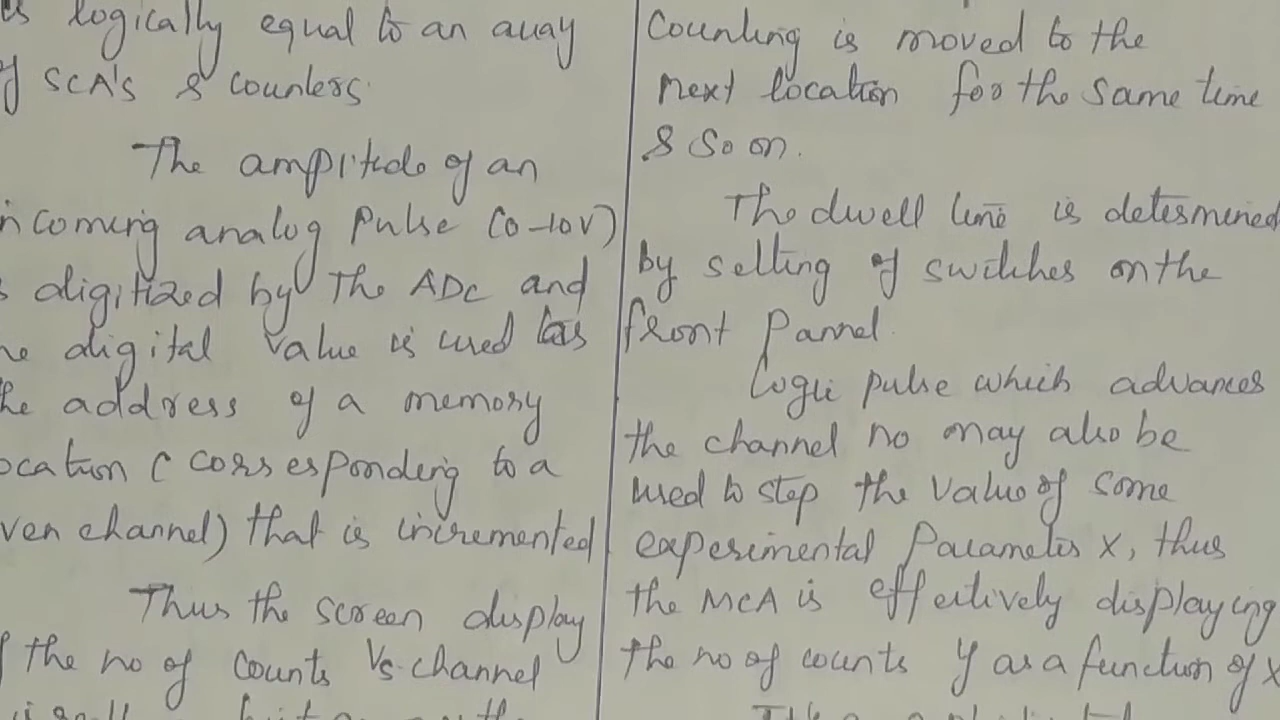 is logically equal to an array
of SCA's & counters.
The ampitude of an
incoming analog pulse (0-10V)
is digitized by the ADC and
the digital value is used as
the address of a memory
location (corresponding to a
given channel) that is incremented
Thus the screen display
of the no of counts Vs. channel
Counting is moved to the
next location for the same time
& so on.
The dwell time is determined
by setting of switches on the
front Pannel.
Logic pulse which advances
the channel no may also be
used to step the value of some
experimental Parameter X, thus
the MCA is effectively displaying
the no of counts Y as a function of X